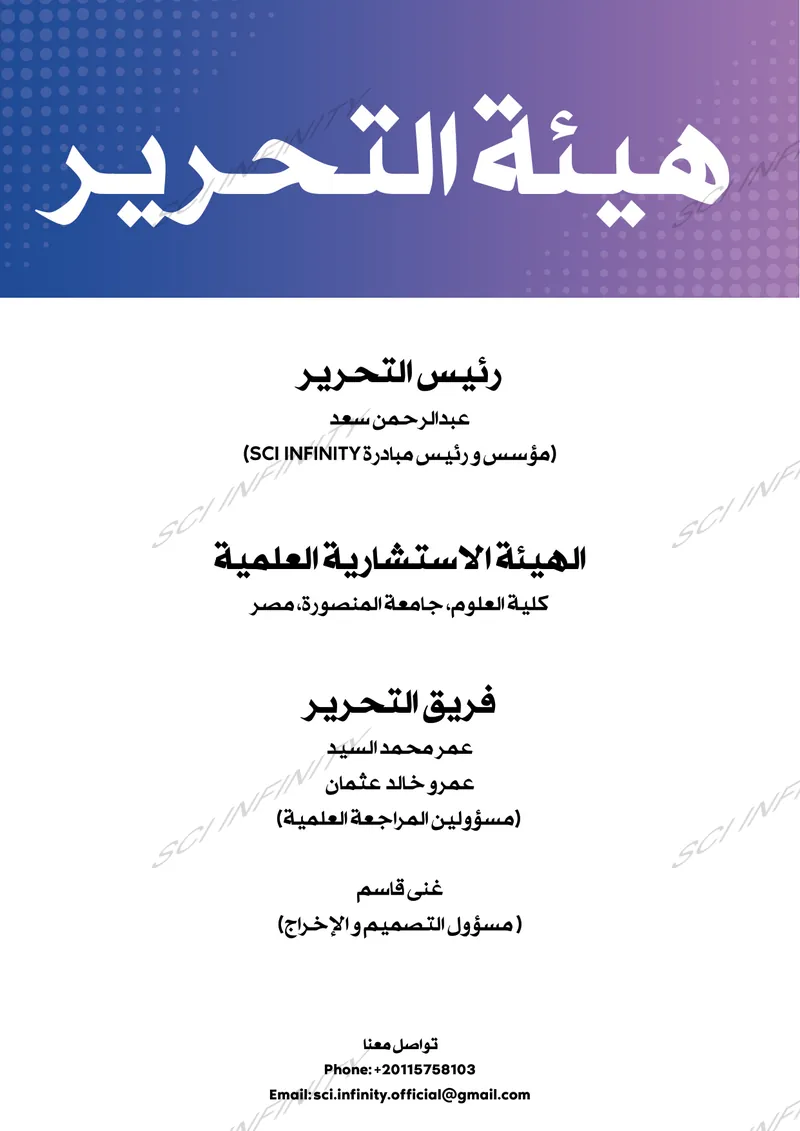 هيئة التحرير
رئيس التحرير
عبدالرحمن سعد
(مؤسس و رئيس مبادرة SCI INFINITY)
الهيئة الاستشارية العلمية
كلية العلوم، جامعة المنصورة، مصر
فريق التحرير
عمر محمد السيد
عمرو خالد عثمان
(مسؤولين المراجعة العلمية)
غنى قاسم
( مسؤول التصميم و الإخراج)
تواصل معنا
Phone: +20115758103
Email: sci.infinity.official@gmail.com
SCI INFINITY